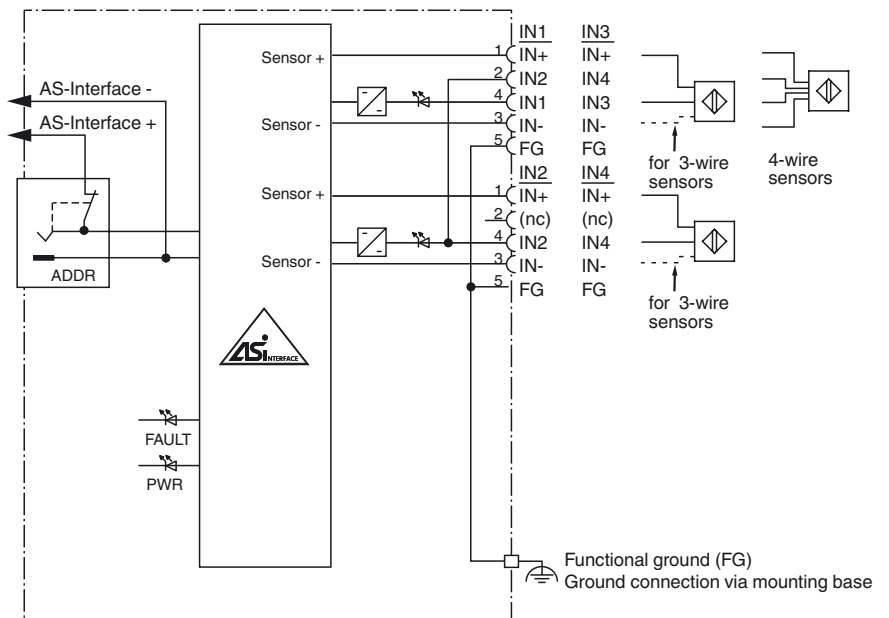 AS-Interface -
AS-Interface +
ADDR
FAULT
PWR
Sensor +
Sensor -
Sensor +
Sensor -
ASi INTERFACE
IN1 IN3
1 IN+ IN+
2 IN2 IN4
4 IN1 IN3
3 IN- IN-
5 FG FG
IN2 IN4
1 IN+ IN+
2 (nc) (nc)
4 IN2 IN4
3 IN- IN-
5 FG FG
for 3-wire
sensors
4-wire
sensors
for 3-wire
sensors
Functional ground (FG)
Ground connection via mounting base